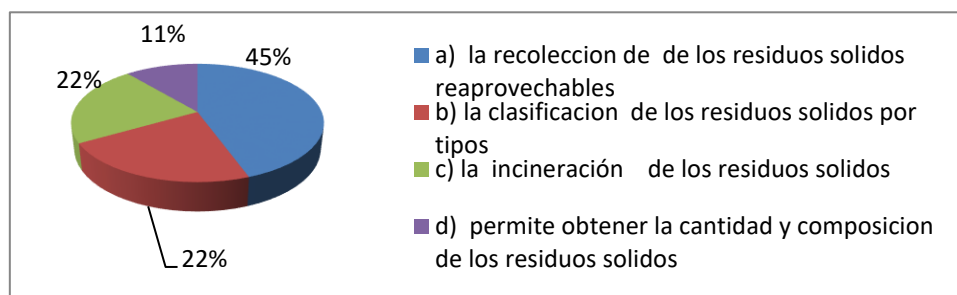 11%
45%
22%
22%
a) la recoleccion de de los residuos solidos
reaprovechables
b) la clasificacion de los residuos solidos por
tipos
c) la incineración de los residuos solidos
d) permite obtener la cantidad y composicion
de los residuos solidos